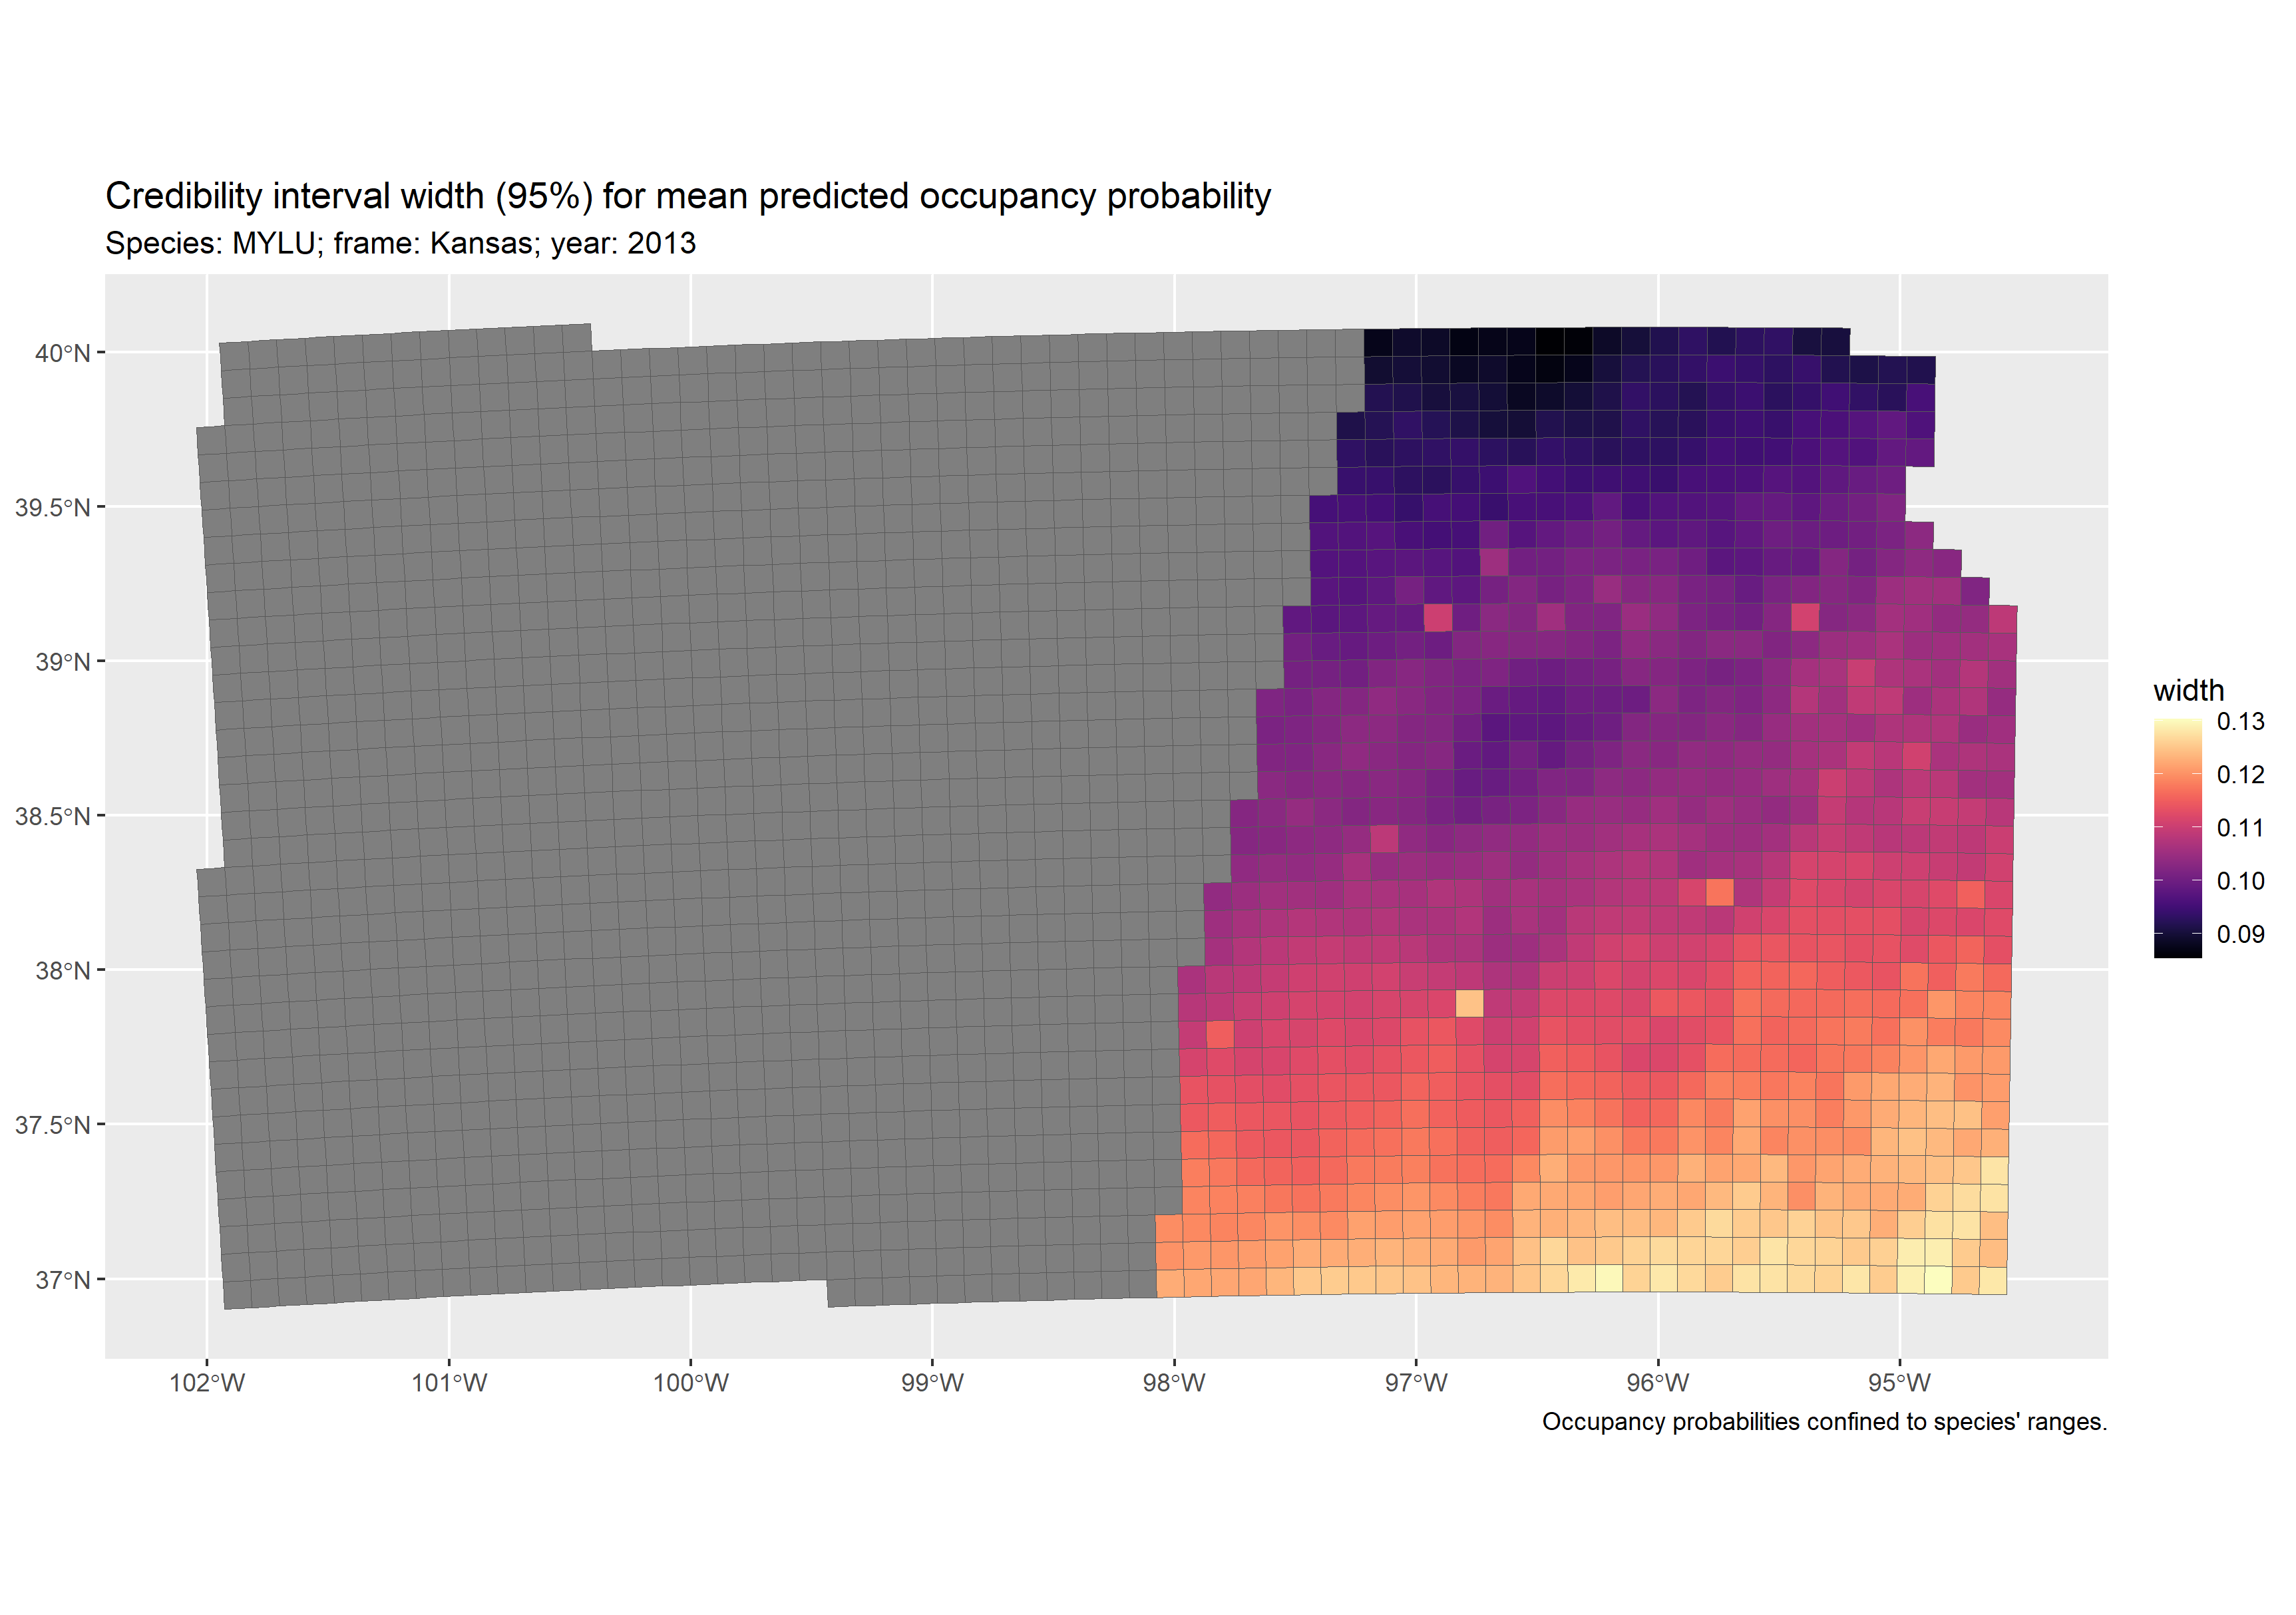 Credibility interval width (95%) for mean predicted occupancy probability
Species: MYLU; frame: Kansas; year: 2013
40°N
39.5°N
39°N
38.5°N
38°N
37.5°N
37°N
102°W
101°W
100°W
99°W
98°W
97°W
96°W
95°W
width
0.13
0.12
0.11
0.10
0.09
Occupancy probabilities confined to species' ranges.